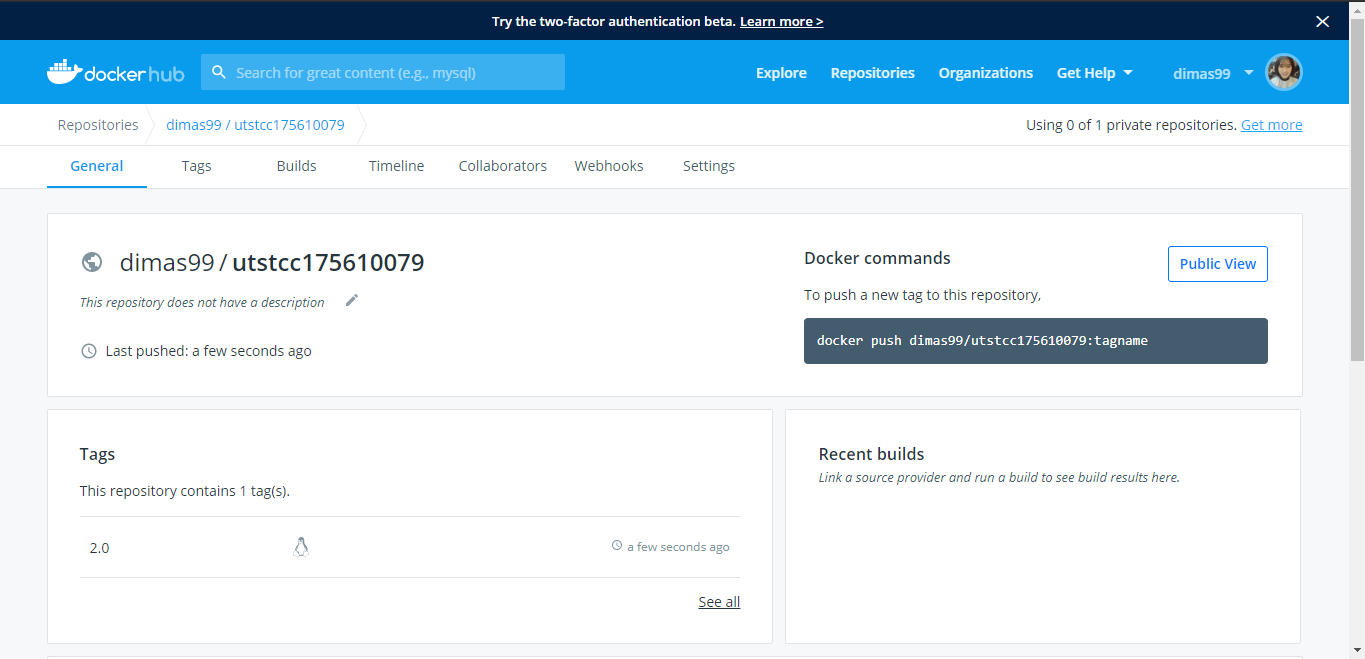 Try the two-factor authentication beta. Learn more >
docker hub
Search for great content (e.g., mysql)
Explore
Repositories
Organizations
Get Help
dimas99
Repositories
dimas99 / utstcc175610079
Using 0 of 1 private repositories. Get more
General
Tags
Builds
Timeline
Collaborators
Webhooks
Settings
dimas99 / utstcc175610079
This repository does not have a description
Last pushed: a few seconds ago
Docker commands
Public View
To push a new tag to this repository,
docker push dimas99/utstcc175610079:tagname
Tags
This repository contains 1 tag(s).
2.0
a few seconds ago
See all
Recent builds
Link a source provider and run a build to see build results here.